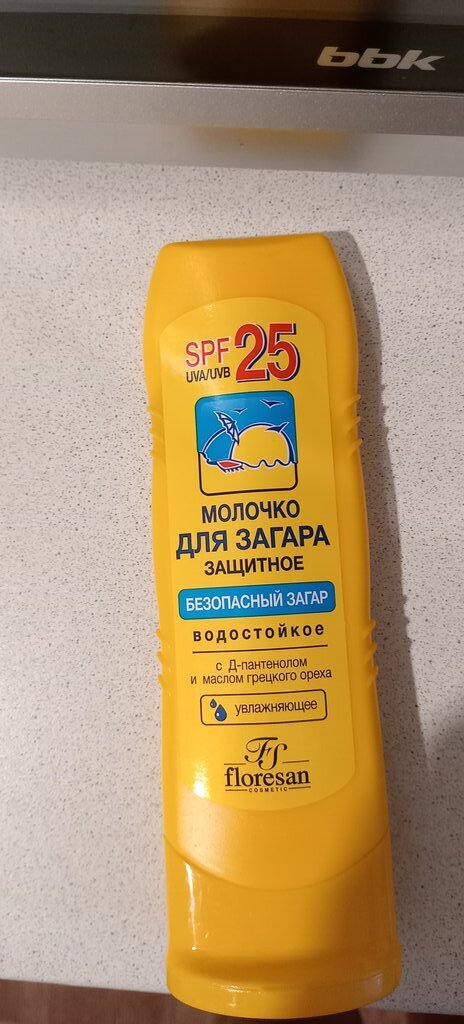 bbk
SPF 25
UVA/UVB
МОЛОЧКО
ДЛЯ ЗАГАРА
ЗАЩИТНОЕ
БЕЗОПАСНЫЙ ЗАГАР
ВОДОСТОЙКОЕ
с Д-пантенолом
и маслом грецкого ореха
увлажняющее
FS
floresan
COSMETIC